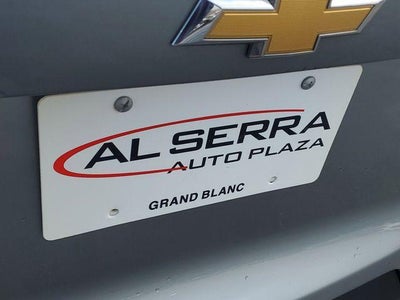 AL SERRA
AUTO PLAZA
GRAND BLANC